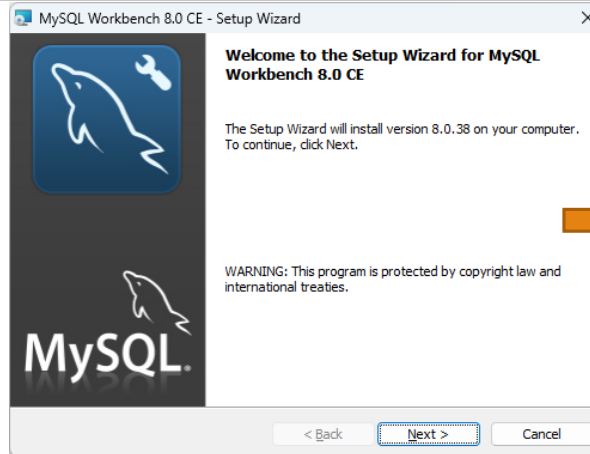 MySQL Workbench 8.0 CE - Setup Wizard
Welcome to the Setup Wizard for MySQL
Workbench 8.0 CE
The Setup Wizard will install version 8.0.38 on your computer.
To continue, click Next.
WARNING: This program is protected by copyright law and
international treaties.
MySQL.
< Back Next > Cancel